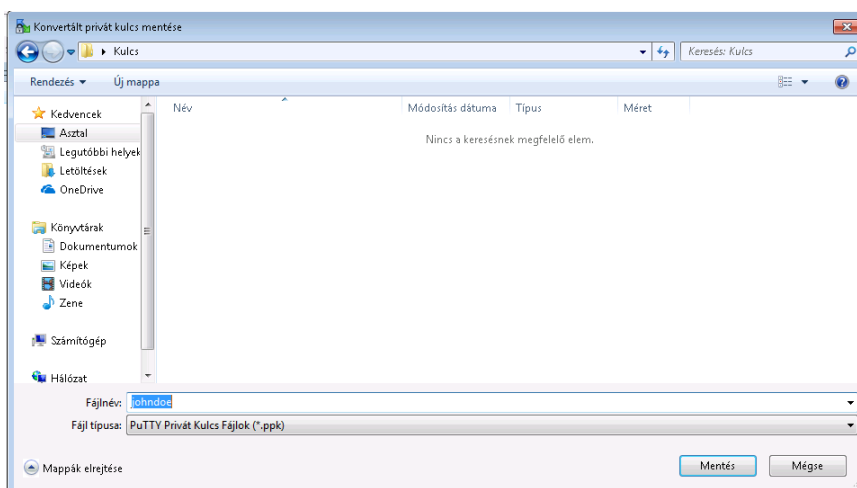 Konvertált privát kulcs mentése
Kulcs
Keresés: Kulcs
Rendezés
Új mappa
Név Módosítás dátuma Típus Méret
Nincs a keresésnek megfelelő elem.
Kedvencek
Asztal
Legutóbbi helyek
Letöltések
OneDrive
Könyvtárak
Dokumentumok
Képek
Videók
Zene
Számítógép
Hálózat
Fájlnév: johndoe
Fájl típusa: PuTTY Privát Kulcs Fájlok (*.ppk)
Mappák elrejtése
Mentés
Mégse